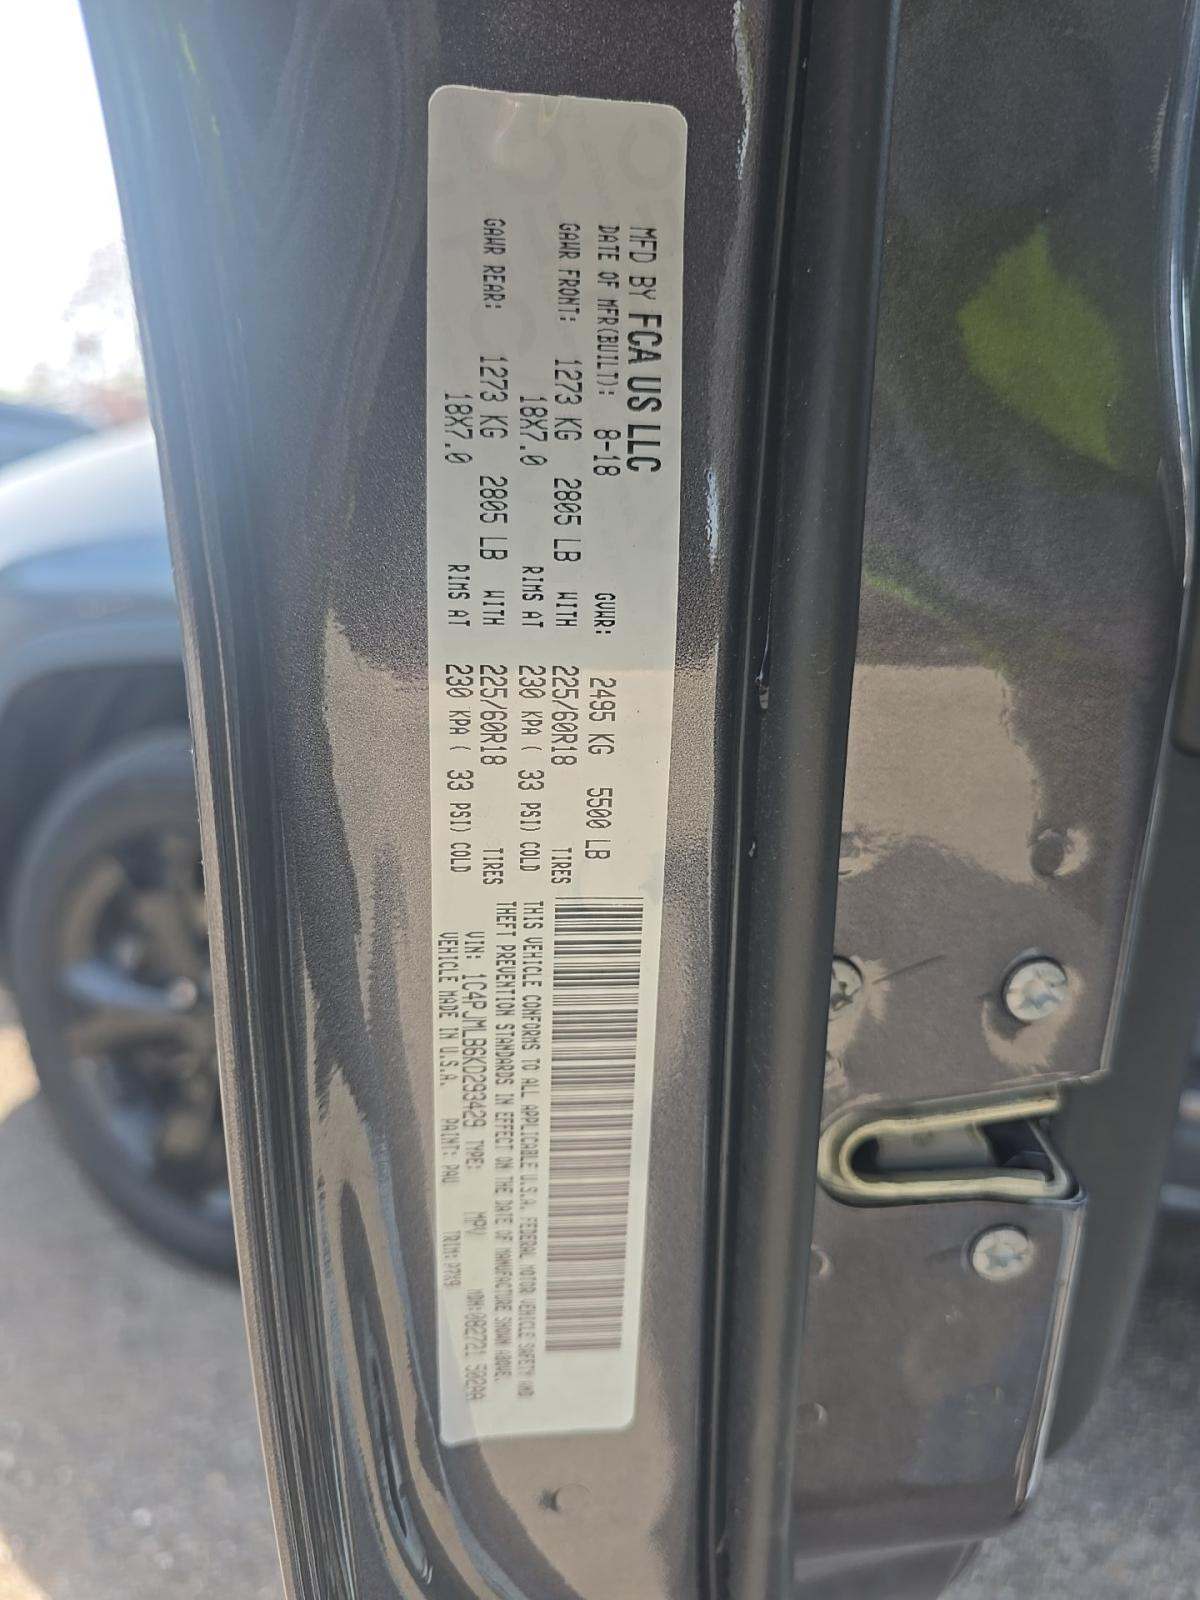 MFD BY FCA US LLC
DATE OF MFR(BUILT): 8-18 GVWR: 2495 KG 5500 LB
GAWR FRONT: 1273 KG 2805 LB WITH 225/60R18 TIRES
18X7.0 RIMS AT 230 KPA ( 33 PSI) COLD
GAWR REAR: 1273 KG 2805 LB WITH 225/60R18 TIRES
18X7.0 RIMS AT 230 KPA ( 33 PSI) COLD
THIS VEHICLE CONFORMS TO ALL APPLICABLE U.S.A. FEDERAL MOTOR VEHICLE SAFETY AND
THEFT PREVENTION STANDARDS IN EFFECT ON THE DATE OF MANUFACTURE SHOWN ABOVE.
VIN: 1C4PJMLB6KD293429 TYPE: MPV MDH:082721
VEHICLE MADE IN U.S.A. PAINT: PAU TRIM: